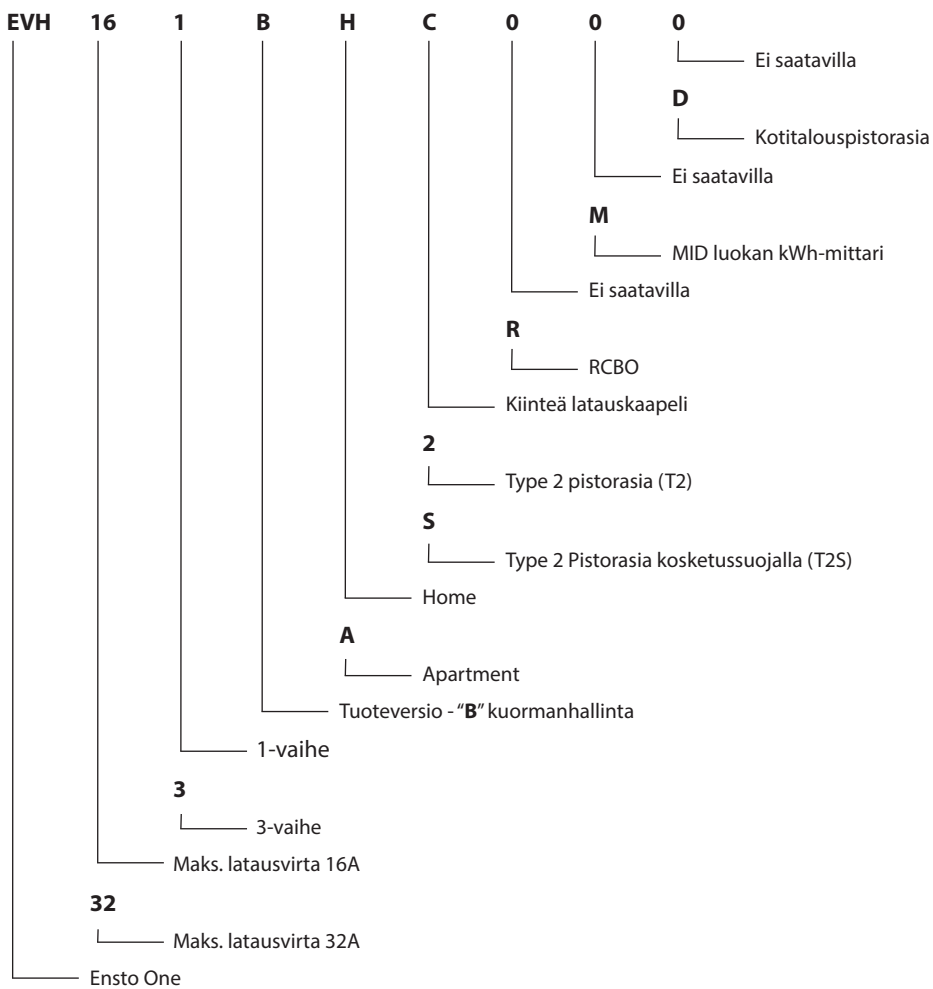 EVH 16 1 B H C 0 0 0
Ei saatavilla
D
Kotitalouspistorasia
Ei saatavilla
M
MID luokan kWh-mittari
Ei saatavilla
R
RCBO
Kiinteä latauskaapeli
2
Type 2 pistorasia (T2)
S
Type 2 Pistorasia kosketussuojalla (T2S)
Home
A
Apartment
Tuoteversio - “B” kuormanhallinta
1-vaihe
3
3-vaihe
Maks. latausvirta 16A
32
Maks. latausvirta 32A
Ensto One